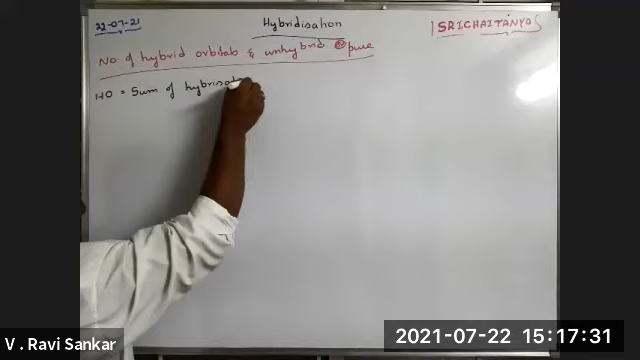 22-07-21
Hybridisation
SRICHAITANYA
No of hybrid orbitals & unhybrid @ pure
HO = Sum of hybrisa
V . Ravi Sankar
2021-07-22 15:17:31